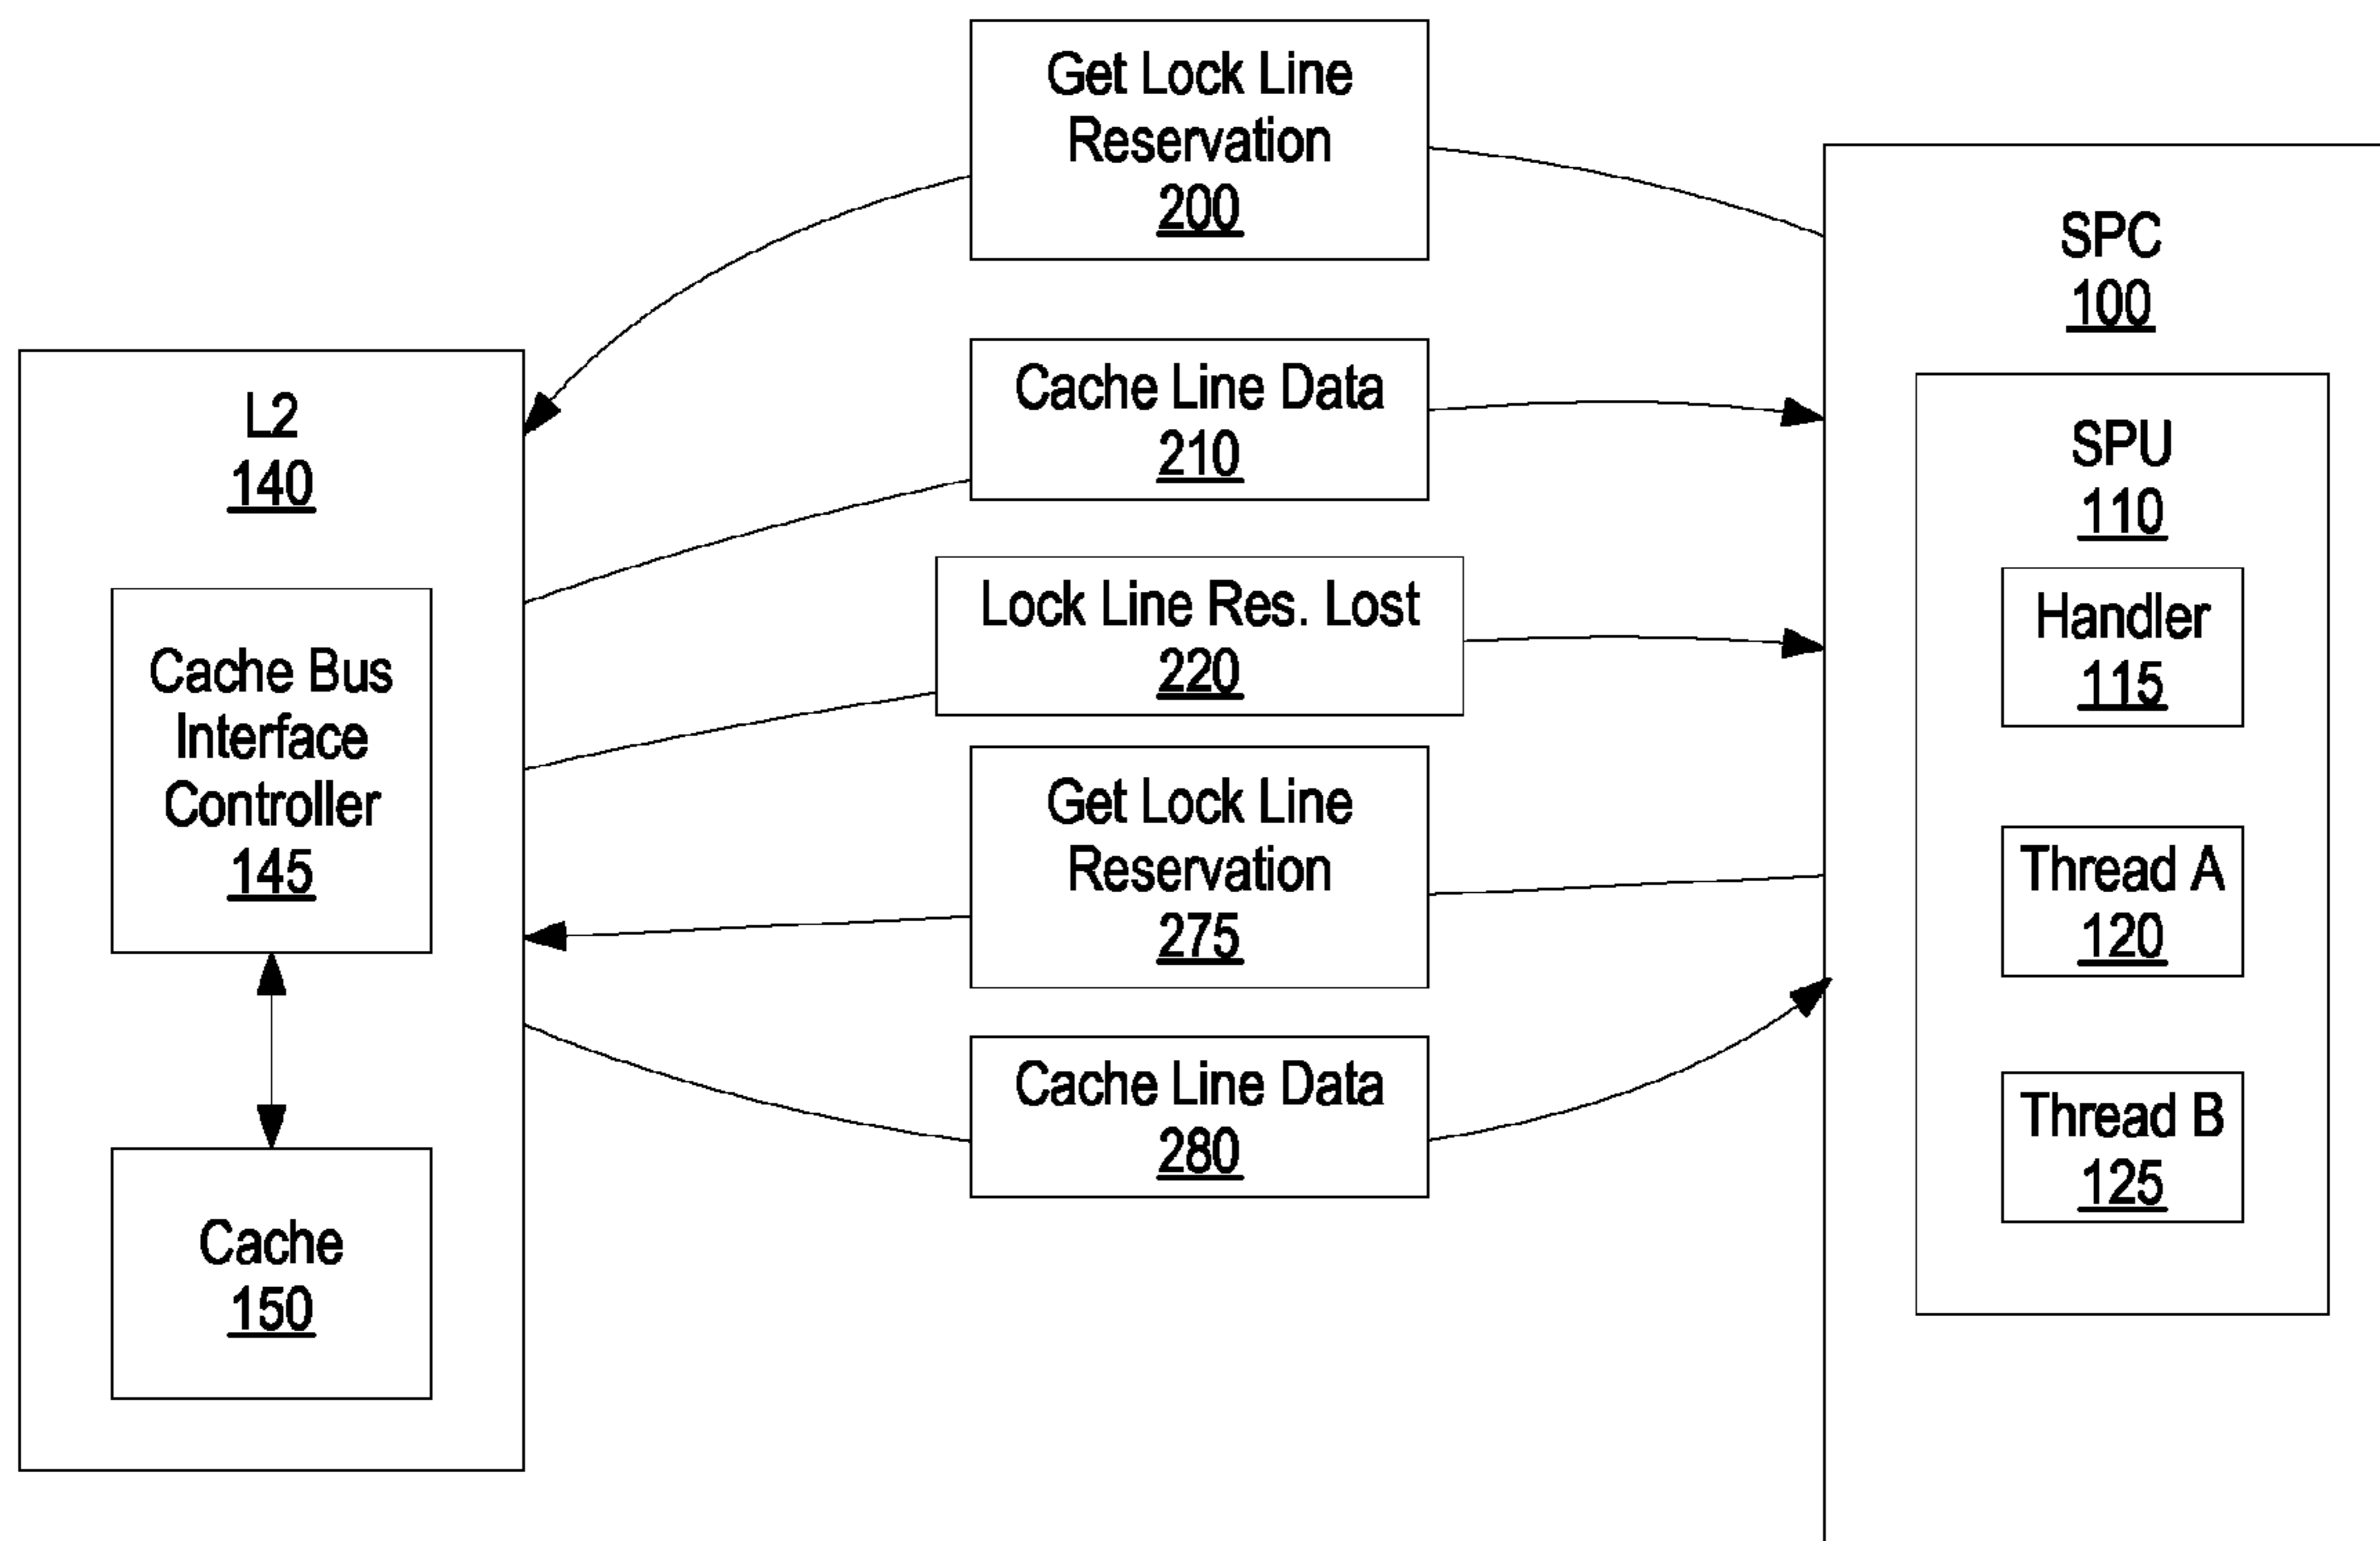 Get Lock Line
Reservation
200
SPC
100
L2
140
Cache Line Data
210
SPU
110
Lock Line Res. Lost
220
Handler
115
Cache Bus
Interface
Controller
145
Get Lock Line
Reservation
275
Thread A
120
Cache Line Data
280
Thread B
125
Cache
150